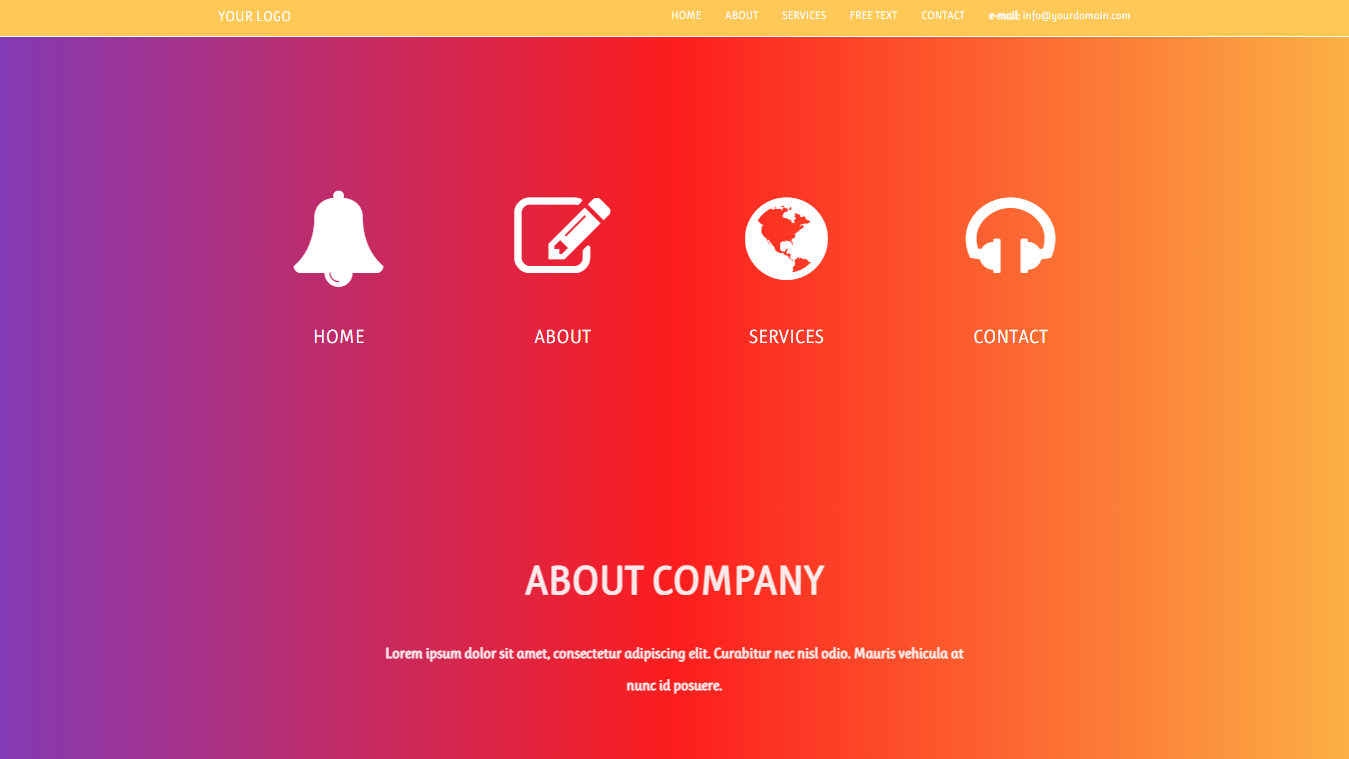 YOUR LOGO
HOME ABOUT SERVICES FREE TEXT CONTACT e-mail: info@yourdomain.com
HOME ABOUT SERVICES CONTACT
ABOUT COMPANY
Lorem ipsum dolor sit amet, consectetur adipiscing elit. Curabitur nec nisl odio. Mauris vehicula at
nunc id posuere.